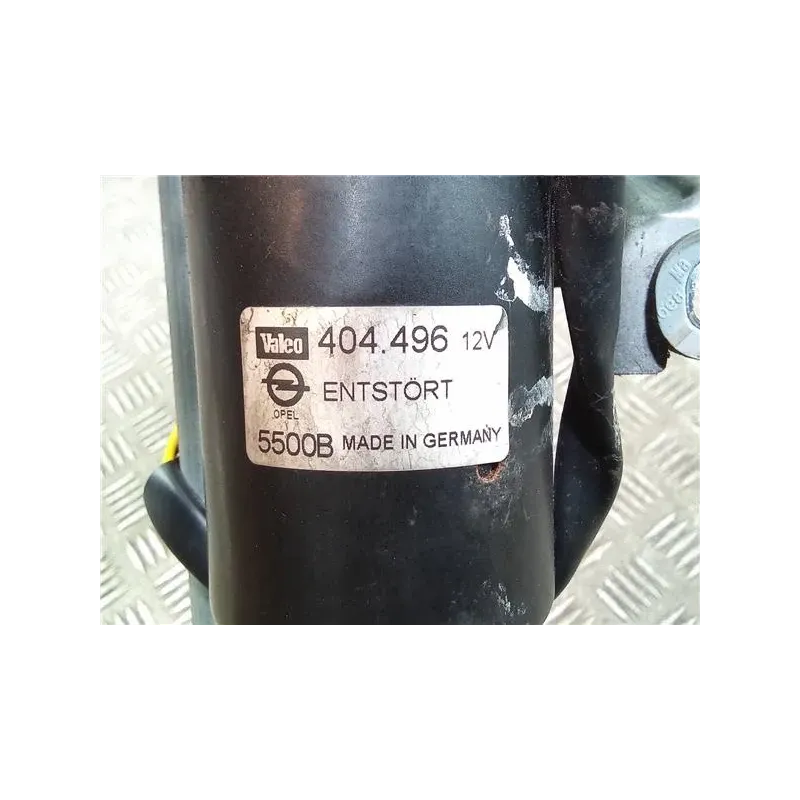 Valeo 404.496 12V
ENTSTÖRT
OPEL
5500B MADE IN GERMANY